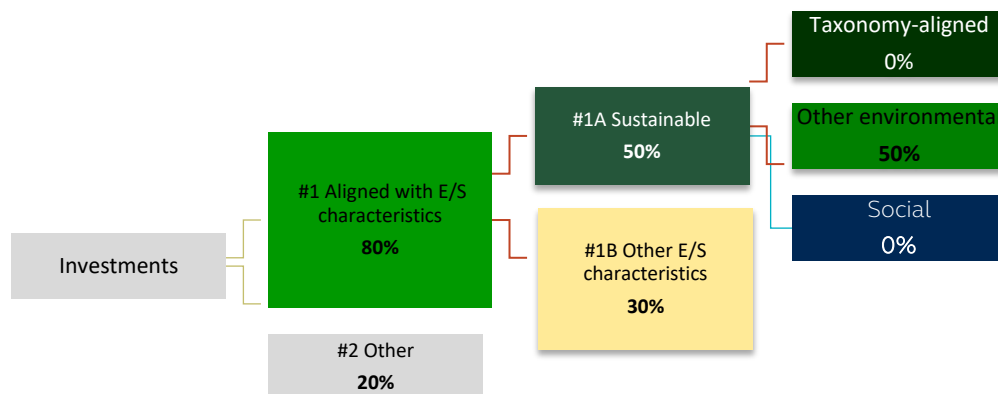 Investments
#1 Aligned with E/S
characteristics
80%
#2 Other
20%
#1A Sustainable
50%
#1B Other E/S
characteristics
30%
Taxonomy-aligned
0%
Other environmenta
50%
Social
0%